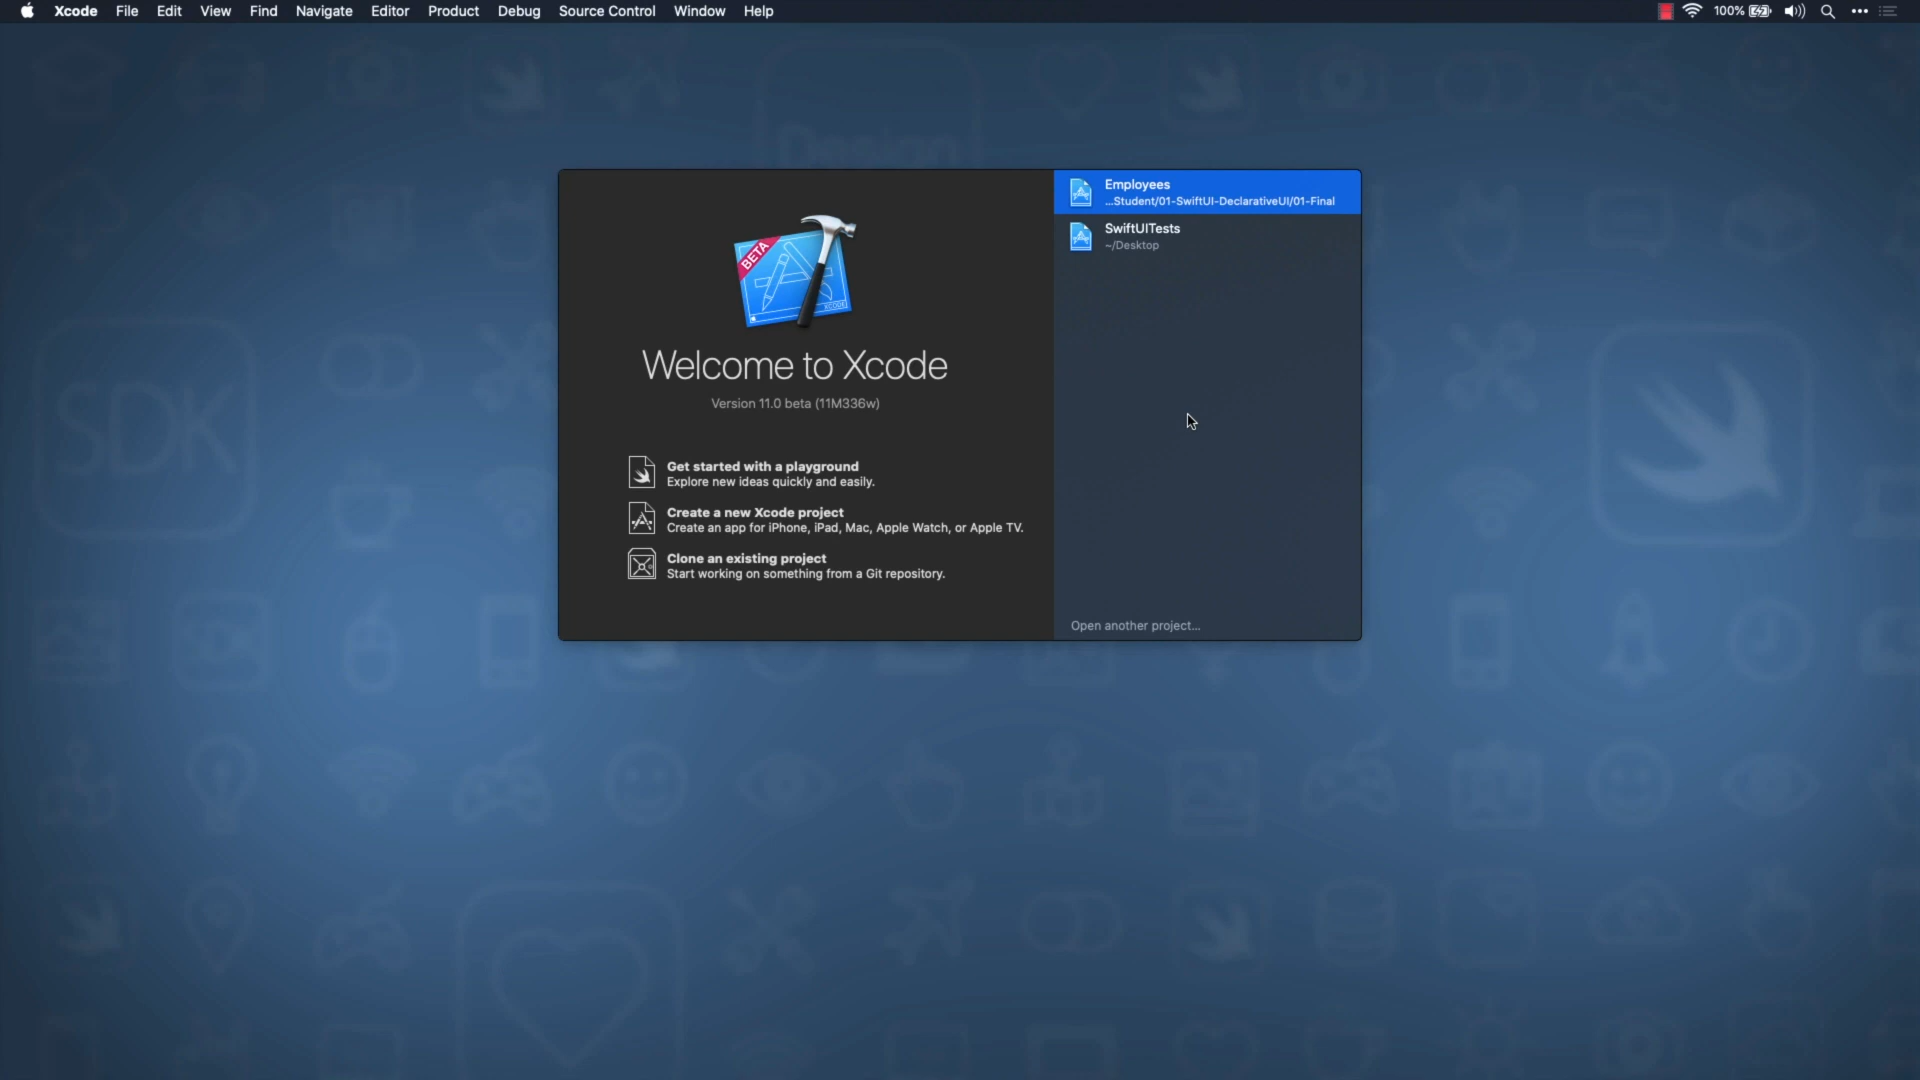 Xcode File Edit View Find Navigate Editor Product Debug Source Control Window Help 100%
Design
Employees
...Student/01-SwiftUI-DeclarativeUI/01-Final
SwiftUITests
~/Desktop
BETA
XCODE
Welcome to Xcode
Version 11.0 beta (11M336w)
SDK
Get started with a playground
Explore new ideas quickly and easily.
Create a new Xcode project
Create an app for iPhone, iPad, Mac, Apple Watch, or Apple TV.
Clone an existing project
Start working on something from a Git repository.
Open another project...